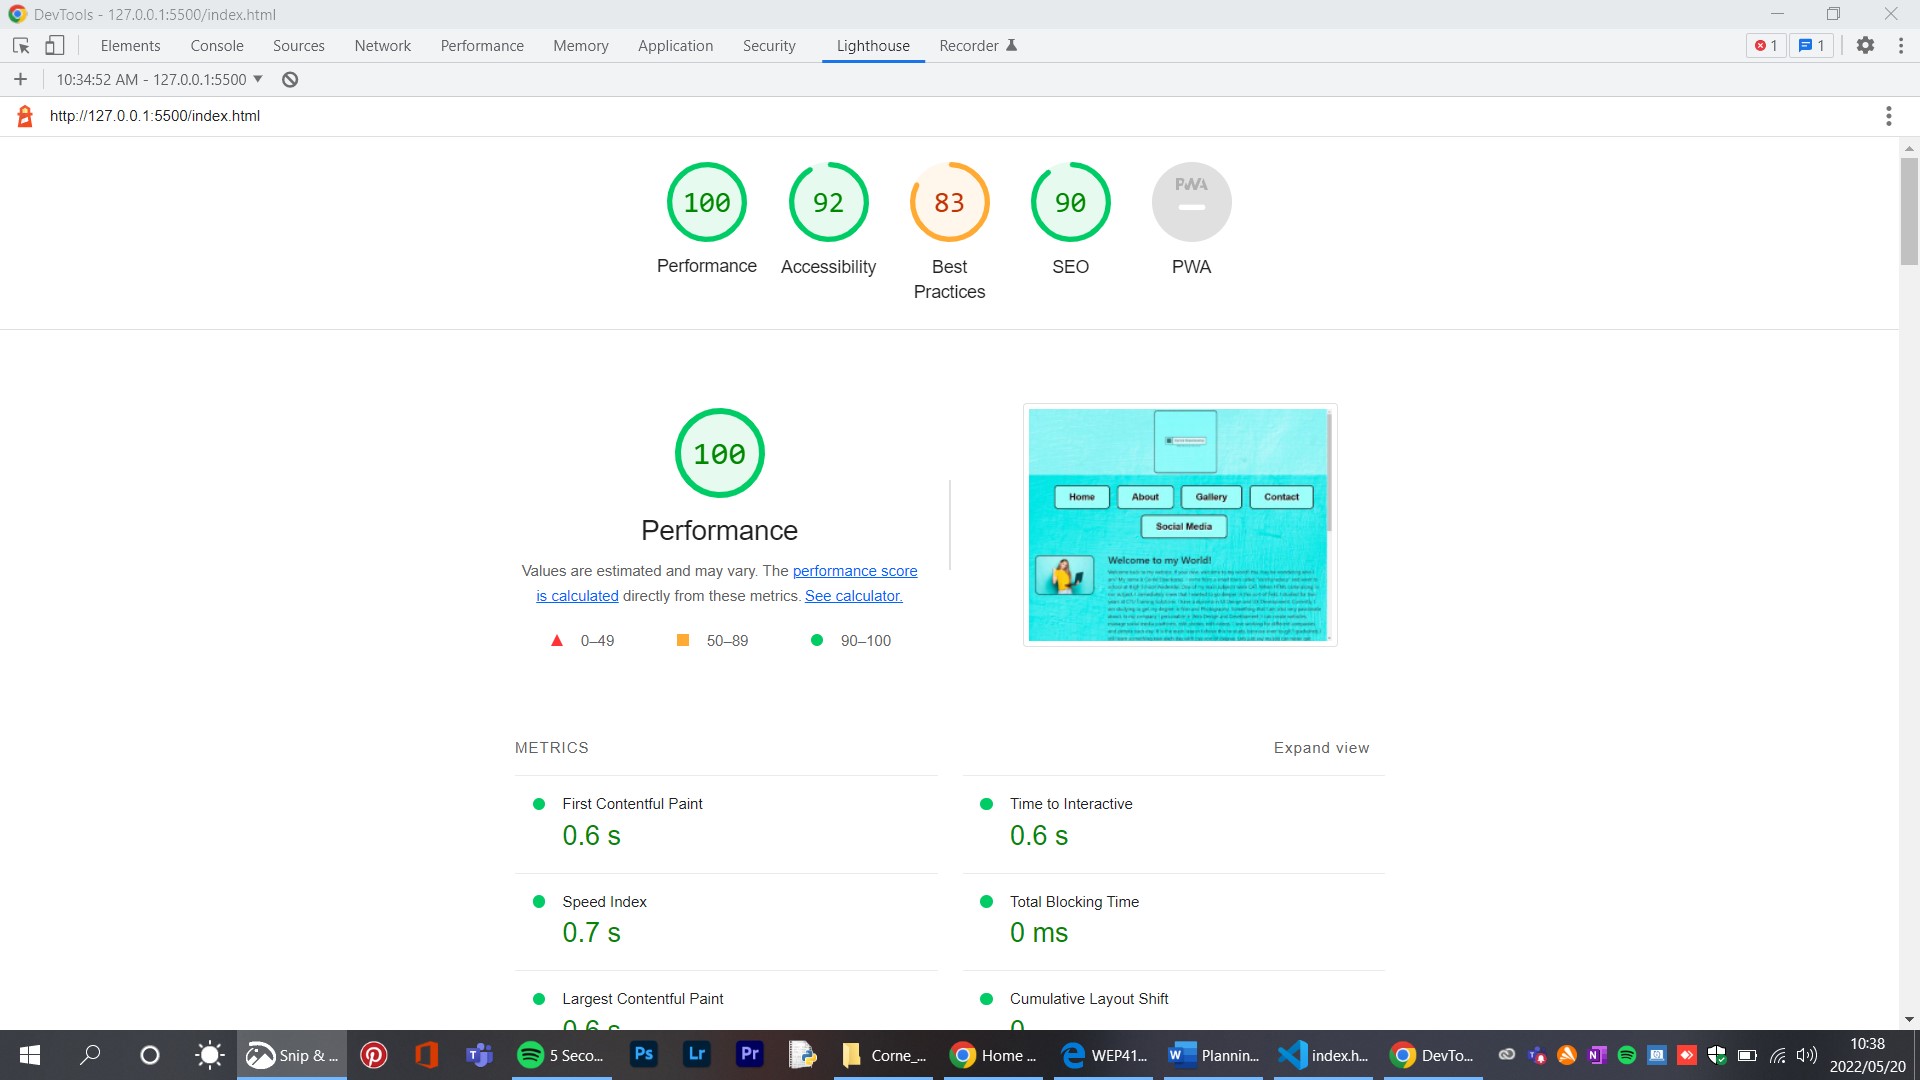 DevTools - 127.0.0.1:5500/index.html
Elements Console Sources Network Performance Memory Application Security Lighthouse Recorder 1 1
10:34:52 AM - 127.0.0.1:5500
http://127.0.0.1:5500/index.html
100 92 83 90 PWA
Performance Accessibility Best Practices SEO PWA
100
Performance
Values are estimated and may vary. The performance score
is calculated directly from these metrics. See calculator.
0–49 50–89 90–100
Home About Gallery Contact
Social Media
Welcome to my World!
METRICS Expand view
First Contentful Paint Time to Interactive
0.6 s 0.6 s
Speed Index Total Blocking Time
0.7 s 0 ms
Largest Contentful Paint Cumulative Layout Shift
0.6 s 0
Snip & ... 5 Seco... Ps Lr Pr Corne_... Home ... WEP41... Plannin... index.h... DevTo... 10:38
2022/05/20